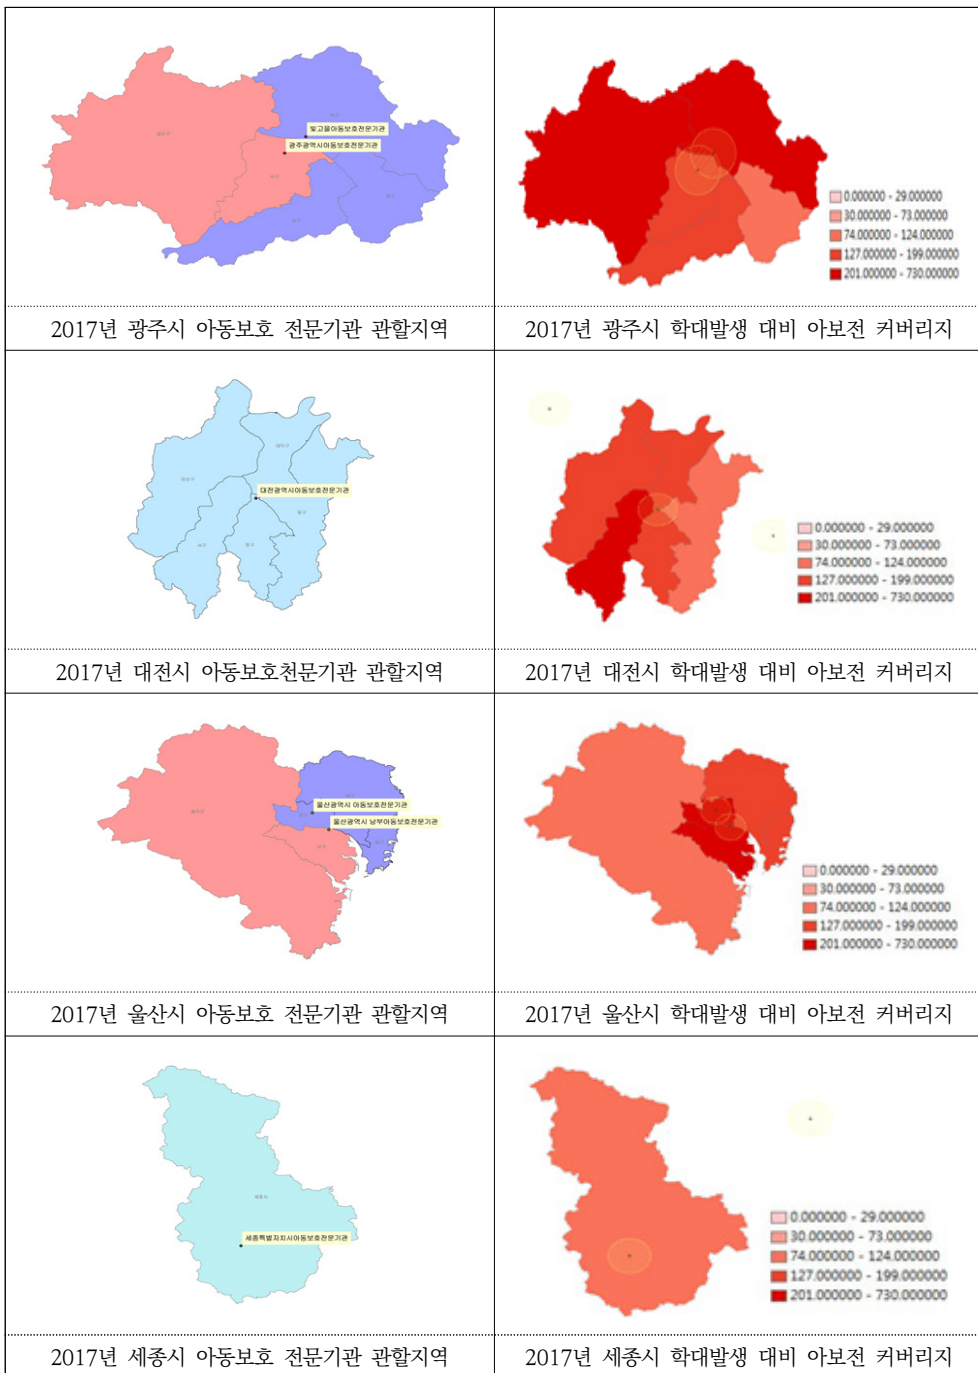 빛고을아동보호전문기관
광주광역시아동보호전문기관
0.000000 - 29.000000
30.000000 - 73.000000
74.000000 - 124.000000
127.000000 - 199.000000
201.000000 - 730.000000
2017년 광주시 아동보호 전문기관 관할지역
2017년 광주시 학대발생 대비 아보전 커버리지
대전광역시아동보호전문기관
0.000000 - 29.000000
30.000000 - 73.000000
74.000000 - 124.000000
127.000000 - 199.000000
201.000000 - 730.000000
2017년 대전시 아동보호천문기관 관할지역
2017년 대전시 학대발생 대비 아보전 커버리지
울산광역시 아동보호전문기관
울산광역시 남부아동보호전문기관
0.000000 - 29.000000
30.000000 - 73.000000
74.000000 - 124.000000
127.000000 - 199.000000
201.000000 - 730.000000
2017년 울산시 아동보호 전문기관 관할지역
2017년 울산시 학대발생 대비 아보전 커버리지
세종시
세종특별자치시아동보호전문기관
0.000000 - 29.000000
30.000000 - 73.000000
74.000000 - 124.000000
127.000000 - 199.000000
201.000000 - 730.000000
2017년 세종시 아동보호 전문기관 관할지역
2017년 세종시 학대발생 대비 아보전 커버리지